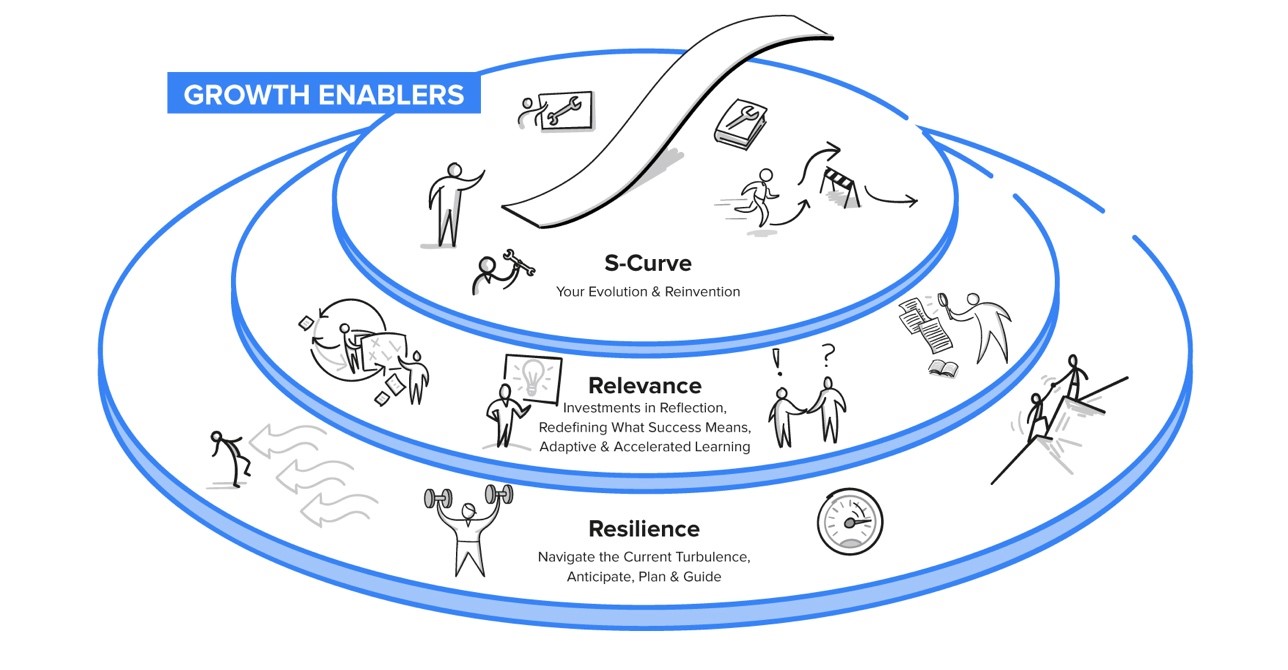 GROWTH ENABLERS
S-Curve
Your Evolution & Reinvention
! ?
Relevance
Investments in Reflection,
Redefining What Success Means,
Adaptive & Accelerated Learning
Resilience
Navigate the Current Turbulence,
Anticipate, Plan & Guide